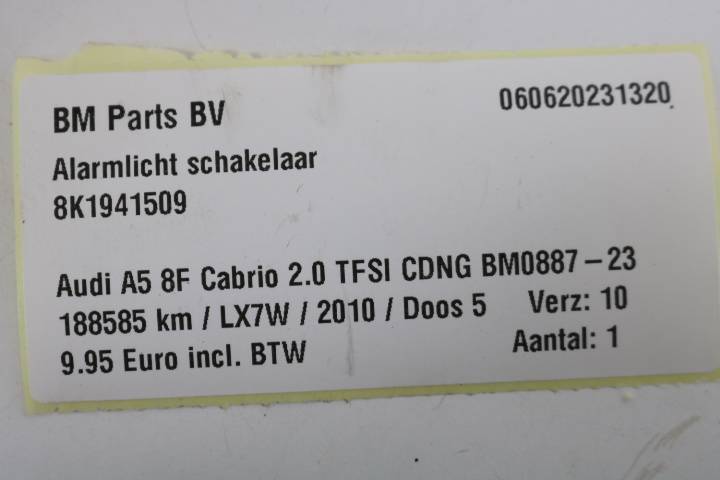 BM Parts BV 060620231320
Alarmlicht schakelaar
8K1941509
Audi A5 8F Cabrio 2.0 TFSI CDNG BM0887-23
188585 km / LX7W / 2010 / Doos 5 Verz: 10
9.95 Euro incl. BTW Aantal: 1